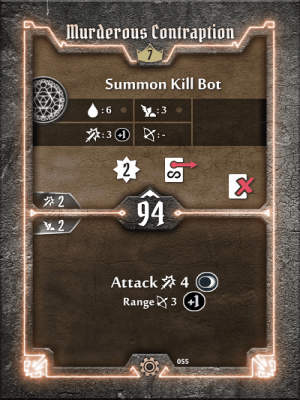 Murderous Contraption
7
Summon Kill Bot
: 6 : 3
: 3 +1 : -
2 S
2
94
2
Attack 4
Range 3 +1
055